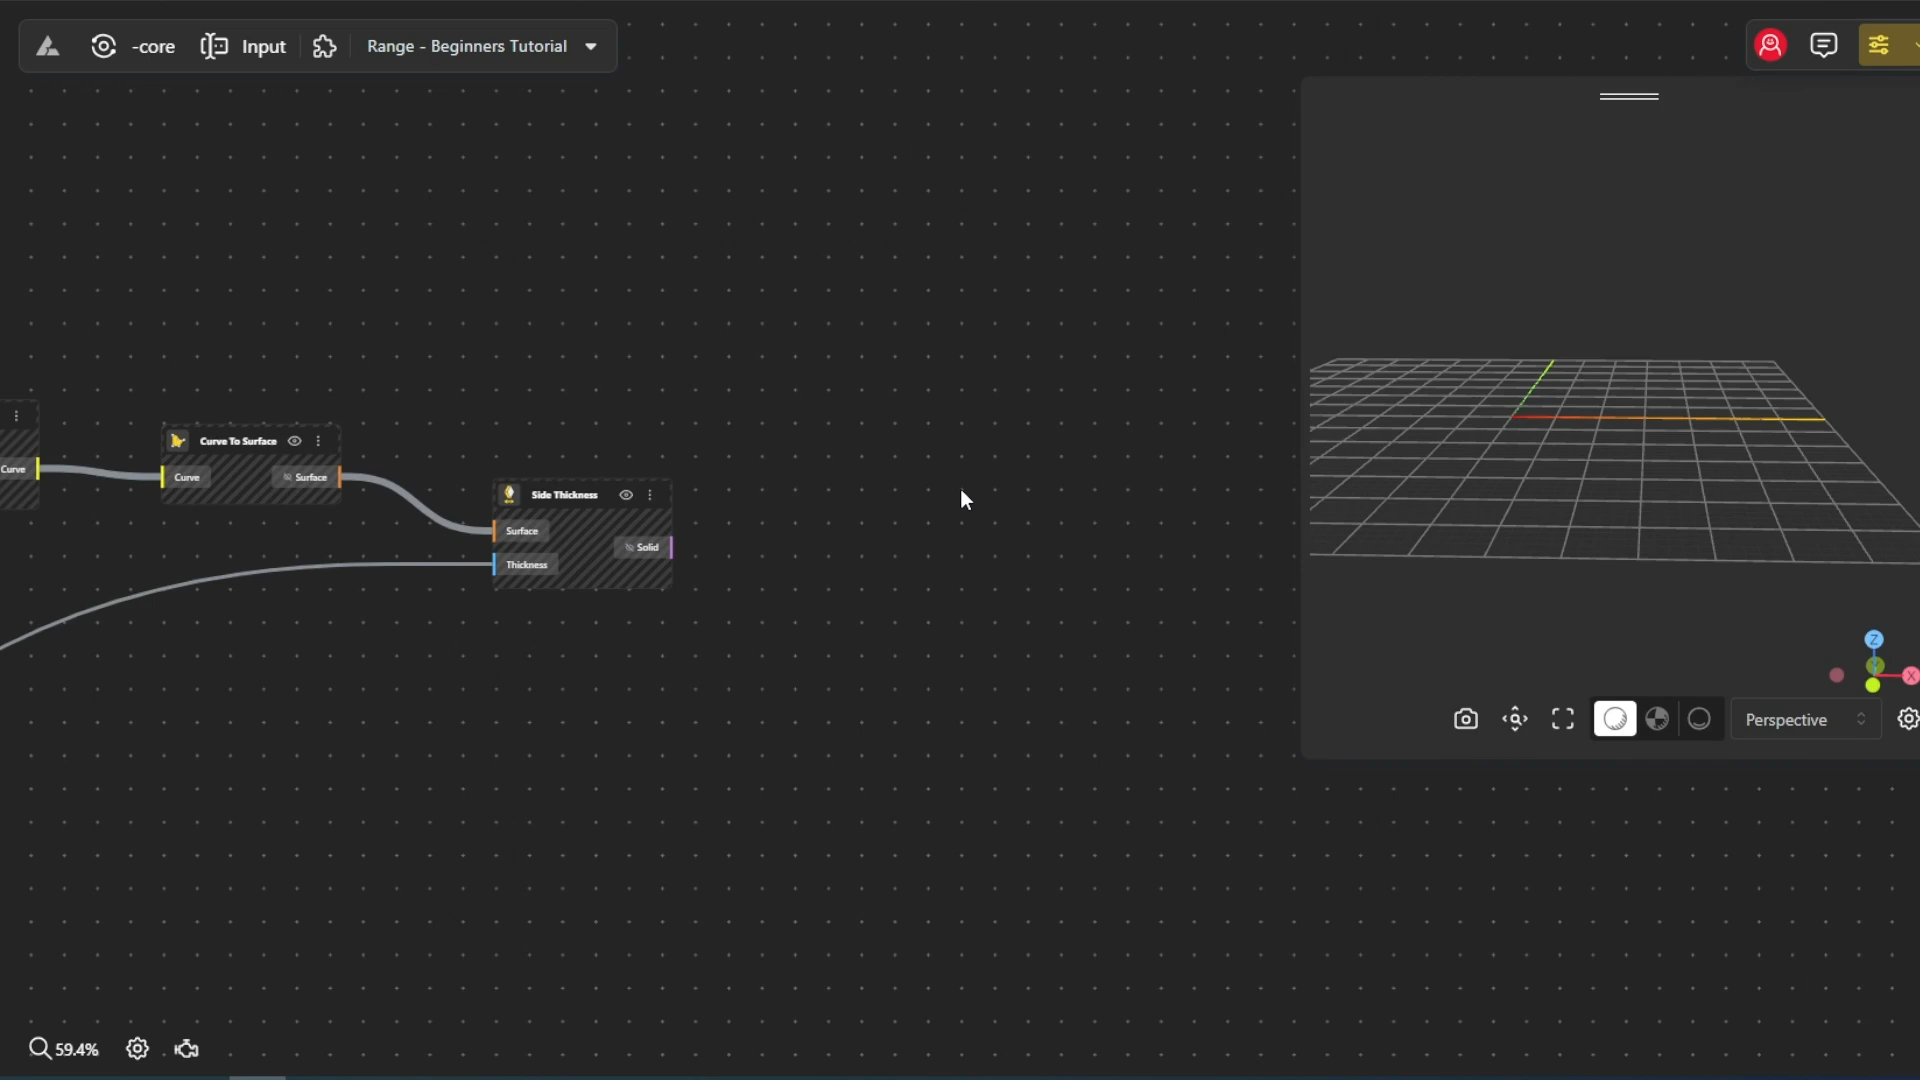 -core Input Range - Beginners Tutorial
Curve
Curve To Surface
Curve Surface
Side Thickness
Surface
Solid
Thickness
Z
X
Perspective
59.4%